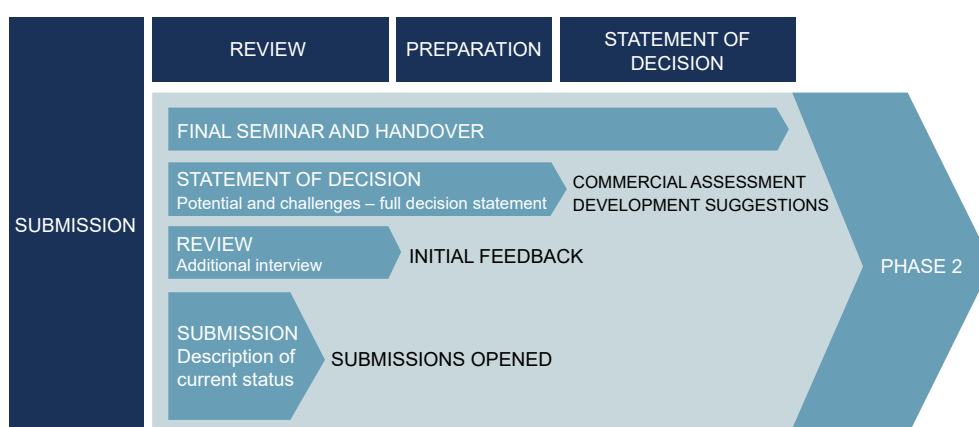 REVIEW
PREPARATION
STATEMENT OF
DECISION
SUBMISSION
FINAL SEMINAR AND HANDOVER
STATEMENT OF DECISION
Potential and challenges – full decision statement
COMMERCIAL ASSESSMENT
DEVELOPMENT SUGGESTIONS
REVIEW
Additional interview
INITIAL FEEDBACK
SUBMISSION
Description of
current status
SUBMISSIONS OPENED
PHASE 2